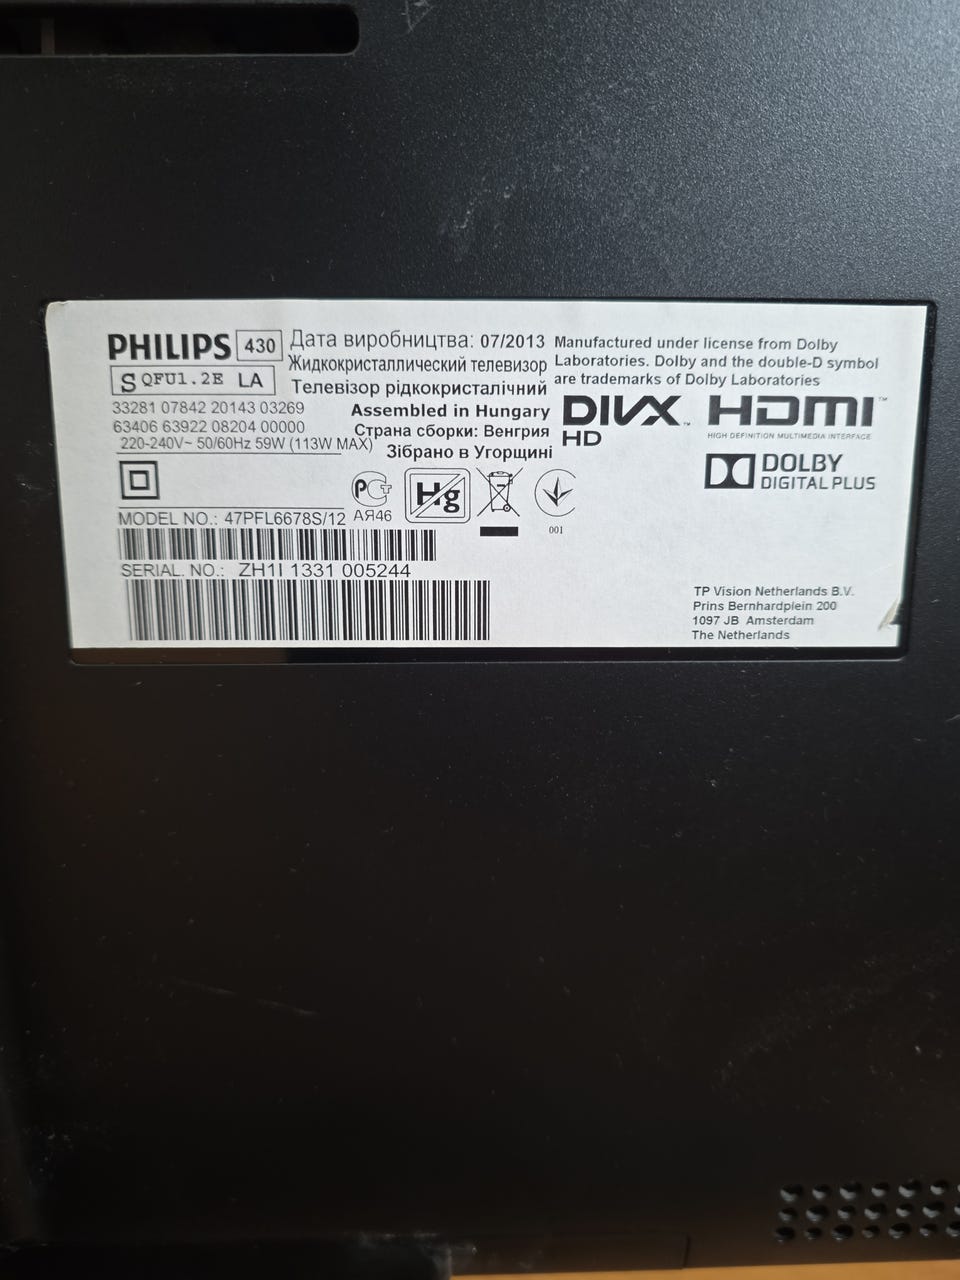 PHILIPS 430
S QFU1.2E LA
33281 07842 20143 03269
63406 63922 08204 00000
220-240V~ 50/60Hz 59W (113W MAX)
Дата виробництва: 07/2013
Жидкокристаллический телевизор
Телевізор рідкокристалічний
Assembled in Hungary
Страна сборки: Венгрия
Зібрано в Угорщині
Manufactured under license from Dolby
Laboratories. Dolby and the double-D symbol
are trademarks of Dolby Laboratories
DIVX™
HD
HDMI™
HIGH-DEFINITION MULTIMEDIA INTERFACE
DOLBY
DIGITAL PLUS
РСТ
АЯ46
Hg
001
MODEL NO.: 47PFL6678S/12
SERIAL. NO.: ZH1I 1331 005244
TP Vision Netherlands B.V.
Prins Bernhardplein 200
1097 JB Amsterdam
The Netherlands